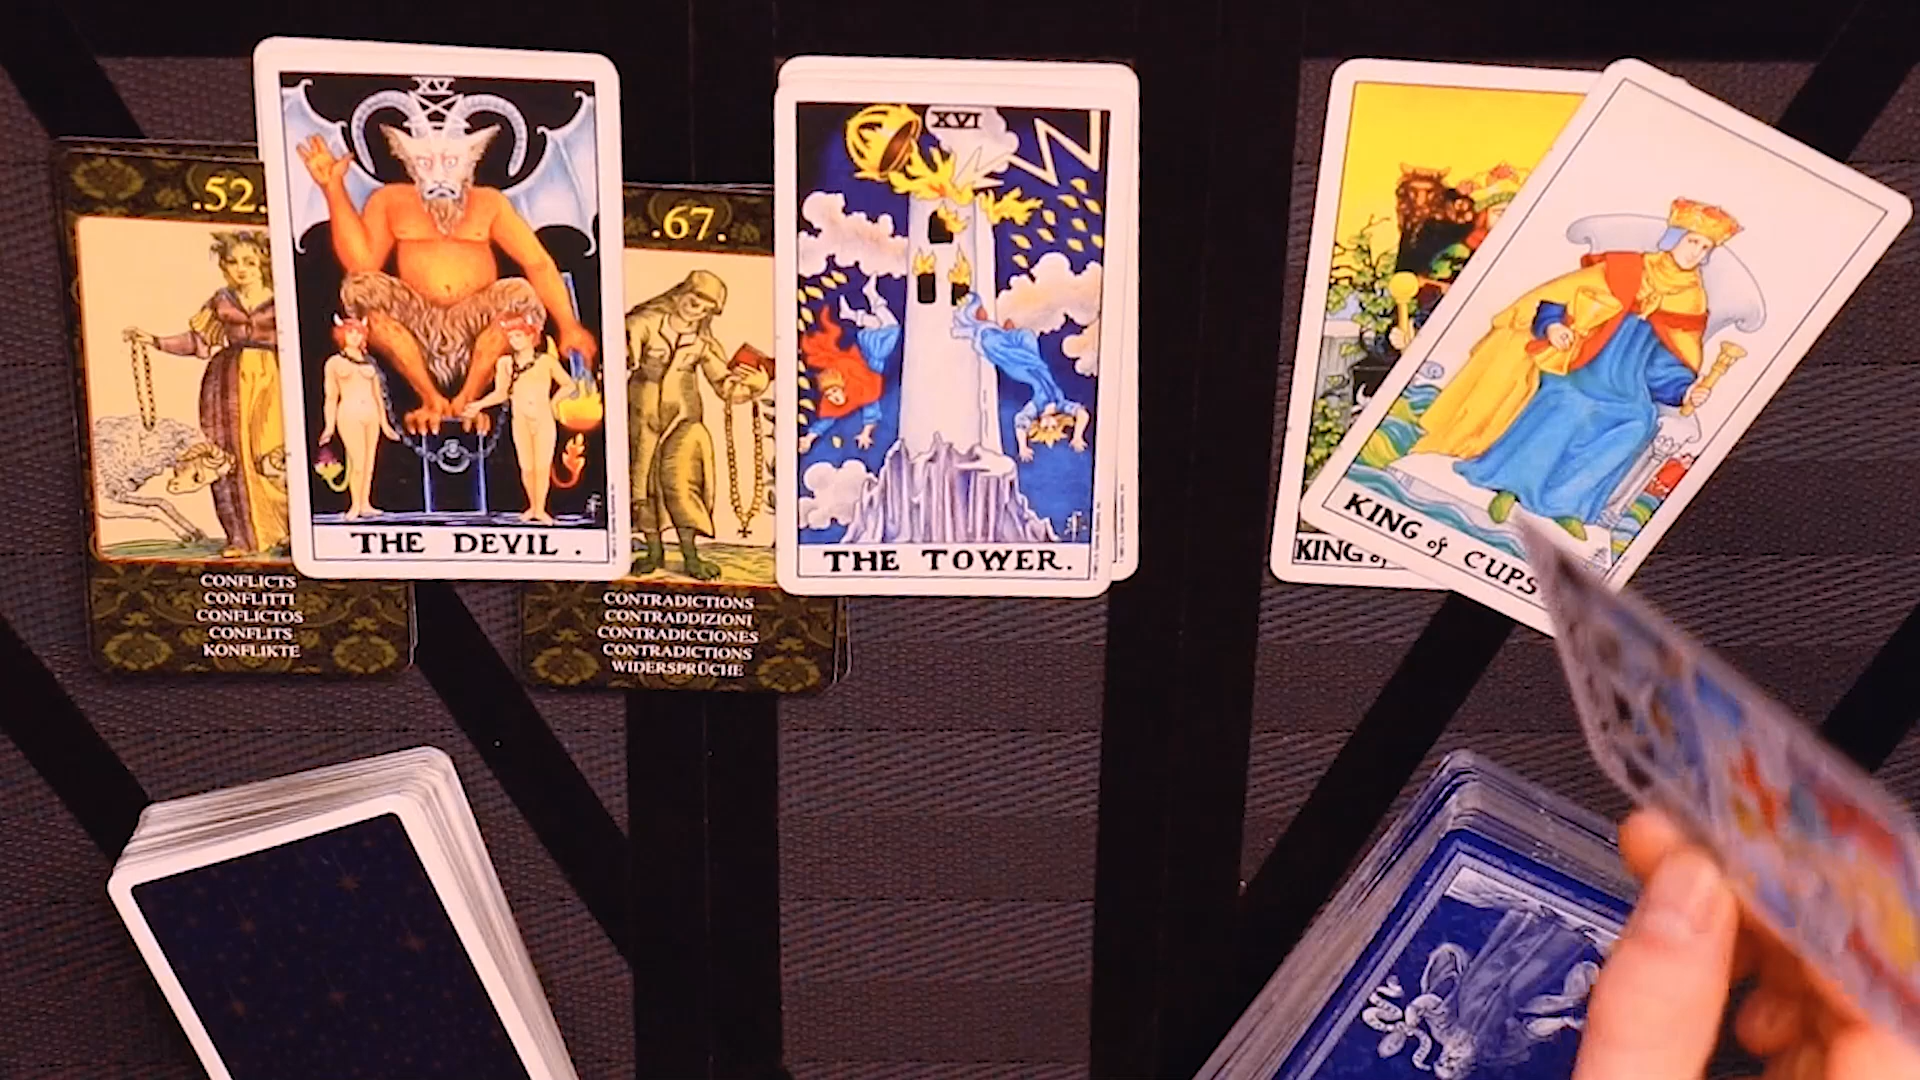 .52.
CONFLICTS
CONFLITTI
CONFLICTOS
CONFLITS
KONFLIKTE
XV
THE DEVIL.
.67.
CONTRADICTIONS
CONTRADDIZIONI
CONTRADICCIONES
CONTRADICTIONS
WIDERSPRÜCHE
XVI
THE TOWER.
KING of
KING of CUPS